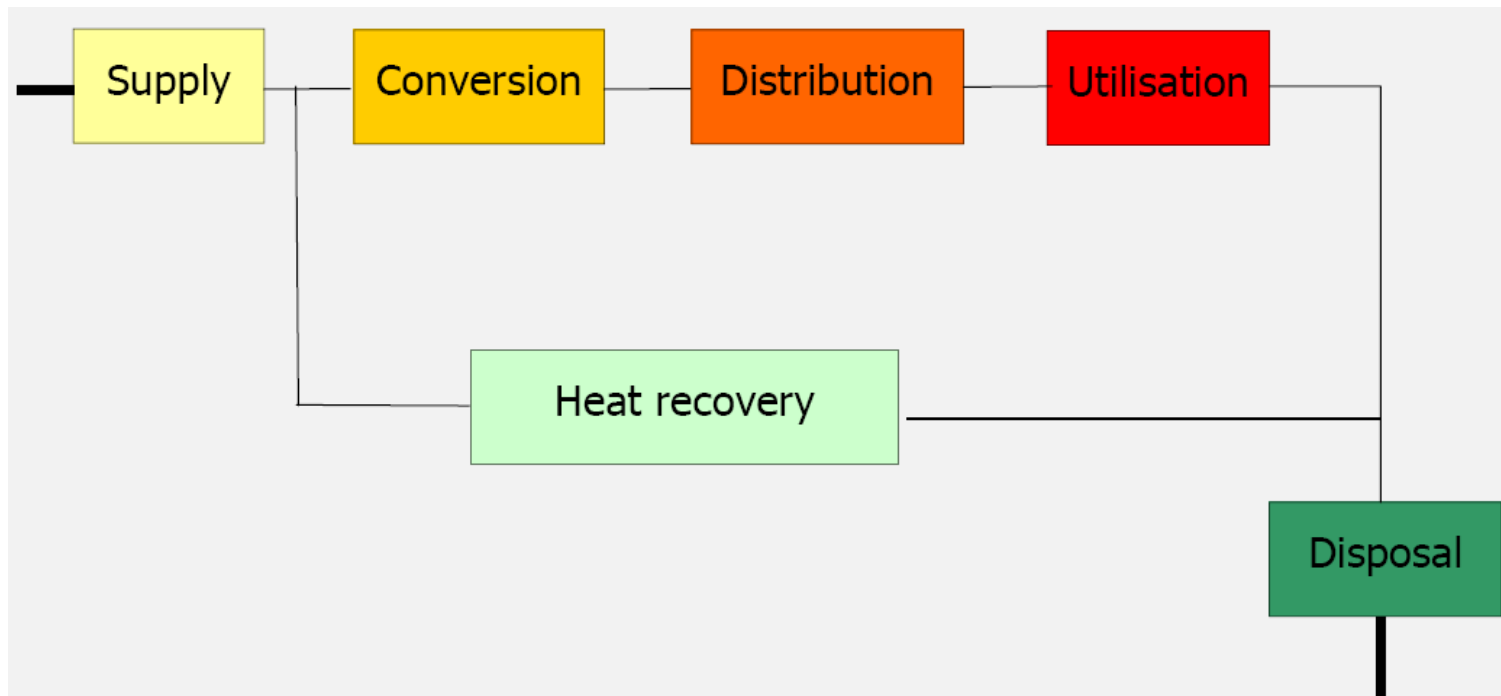 Supply
Conversion
Distribution
Utilisation
Heat recovery
Disposal